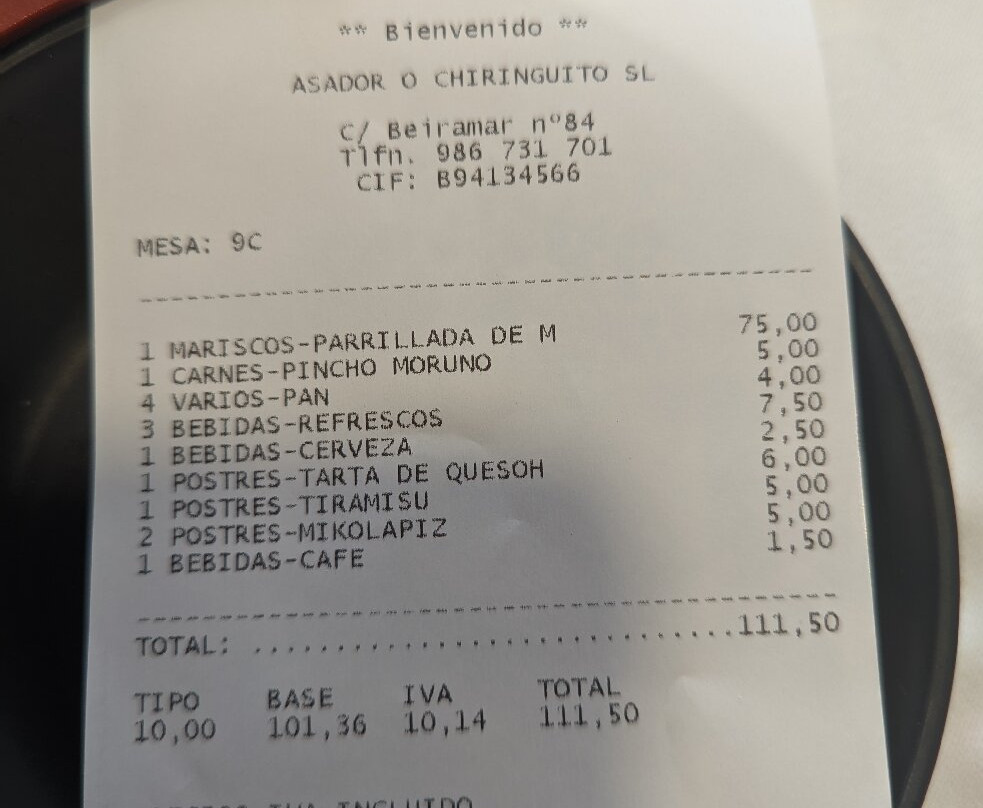 ** Bienvenido **
ASADOR O CHIRINGUITO SL
C/ Beiramar nº84
Tlfn. 986 731 701
CIF: B94134566
MESA: 9C
1 MARISCOS-PARRILLADA DE M 75,00
1 CARNES-PINCHO MORUNO 5,00
4 VARIOS-PAN 4,00
3 BEBIDAS-REFRESCOS 7,50
1 BEBIDAS-CERVEZA 2,50
1 POSTRES-TARTA DE QUESOH 6,00
1 POSTRES-TIRAMISU 5,00
2 POSTRES-MIKOLAPIZ 5,00
1 BEBIDAS-CAFE 1,50
TOTAL: ..............................111,50
TIPO BASE IVA TOTAL
10,00 101,36 10,14 111,50
IVA INCLUIDO